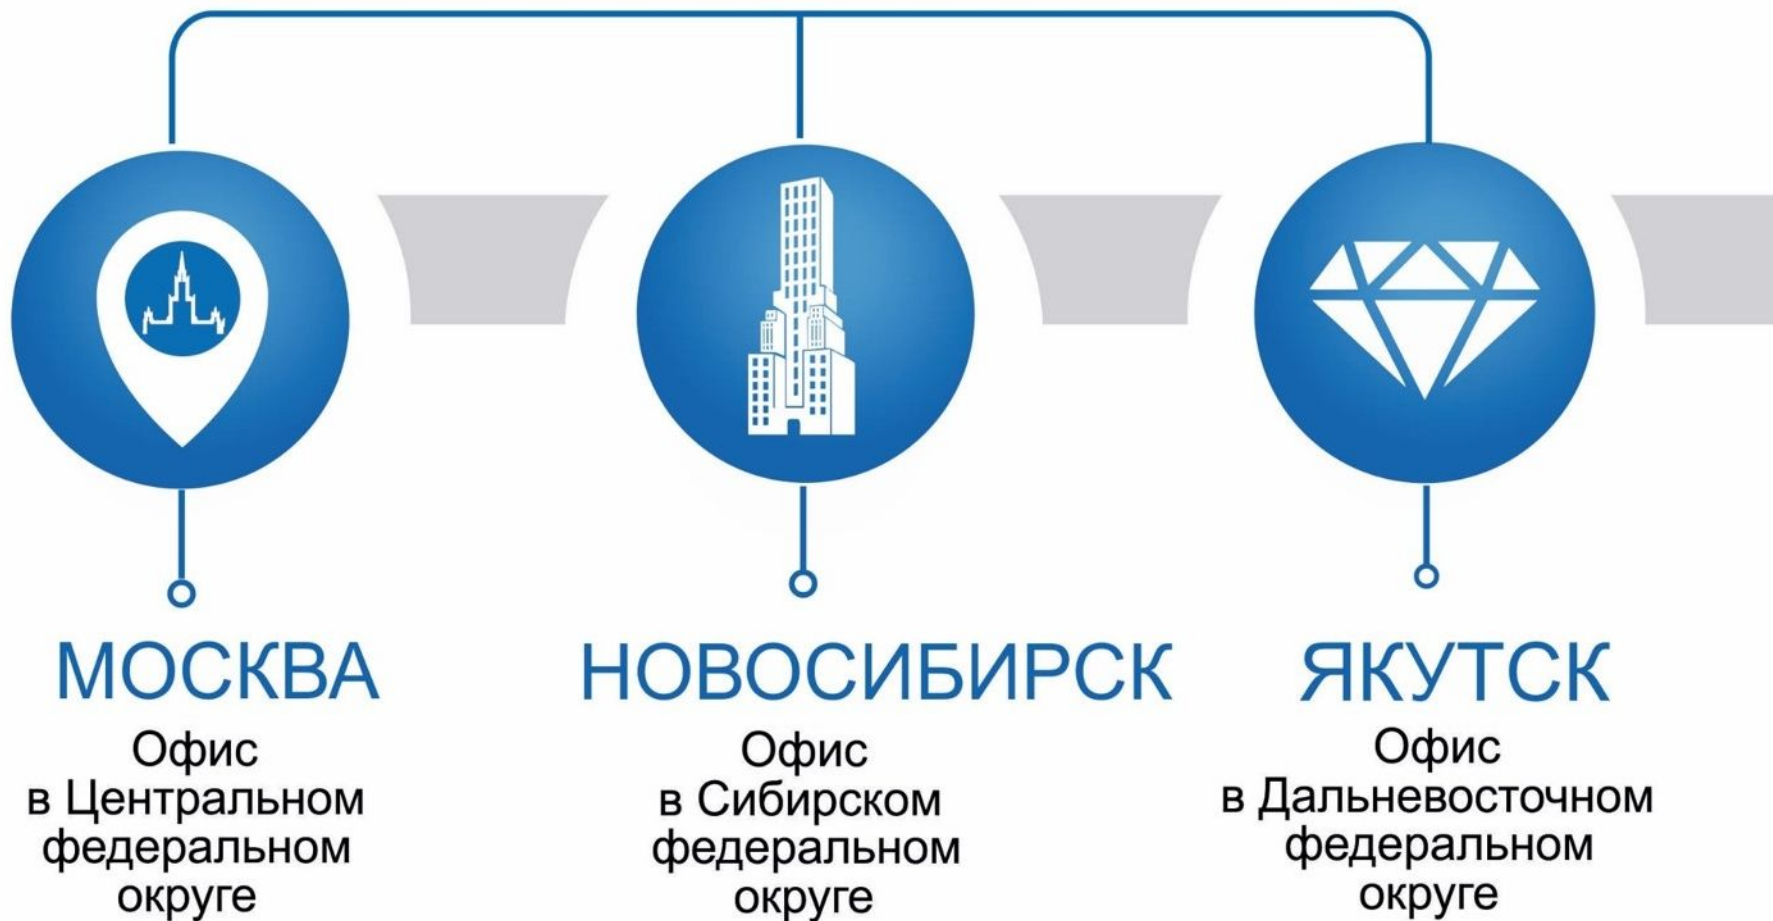 МОСКВА
Офис
в Центральном
федеральном
округе
НОВОСИБИРСК
Офис
в Сибирском
федеральном
округе
ЯКУТСК
Офис
в Дальневосточном
федеральном
округе